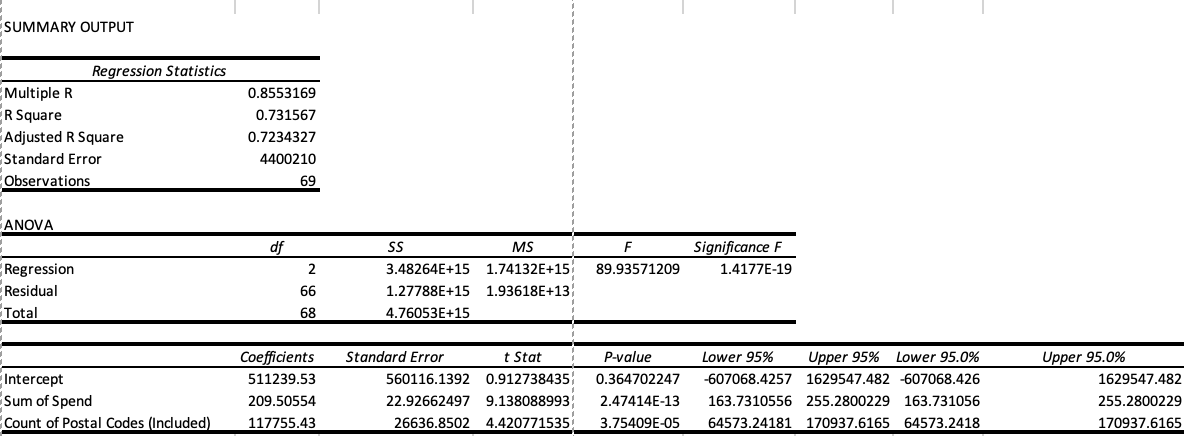 SUMMARY OUTPUT
Regression Statistics
Multiple R 0.8553169
R Square 0.731567
Adjusted R Square 0.7234327
Standard Error 4400210
Observations 69
ANOVA
df SS MS F Significance F
Regression 2 3.48264E+15 1.74132E+15 89.93571209 1.4177E-19
Residual 66 1.27788E+15 1.93618E+13
Total 68 4.76053E+15
Coefficients Standard Error t Stat P-value Lower 95% Upper 95% Lower 95.0% Upper 95.0%
Intercept 511239.53 560116.1392 0.912738435 0.364702247 -607068.4257 1629547.482 -607068.426 1629547.482
Sum of Spend 209.50554 22.92662497 9.138088993 2.47414E-13 163.7310556 255.2800229 163.731056 255.2800229
Count of Postal Codes (Included) 117755.43 26636.8502 4.420771535 3.75409E-05 64573.24181 170937.6165 64573.2418 170937.6165